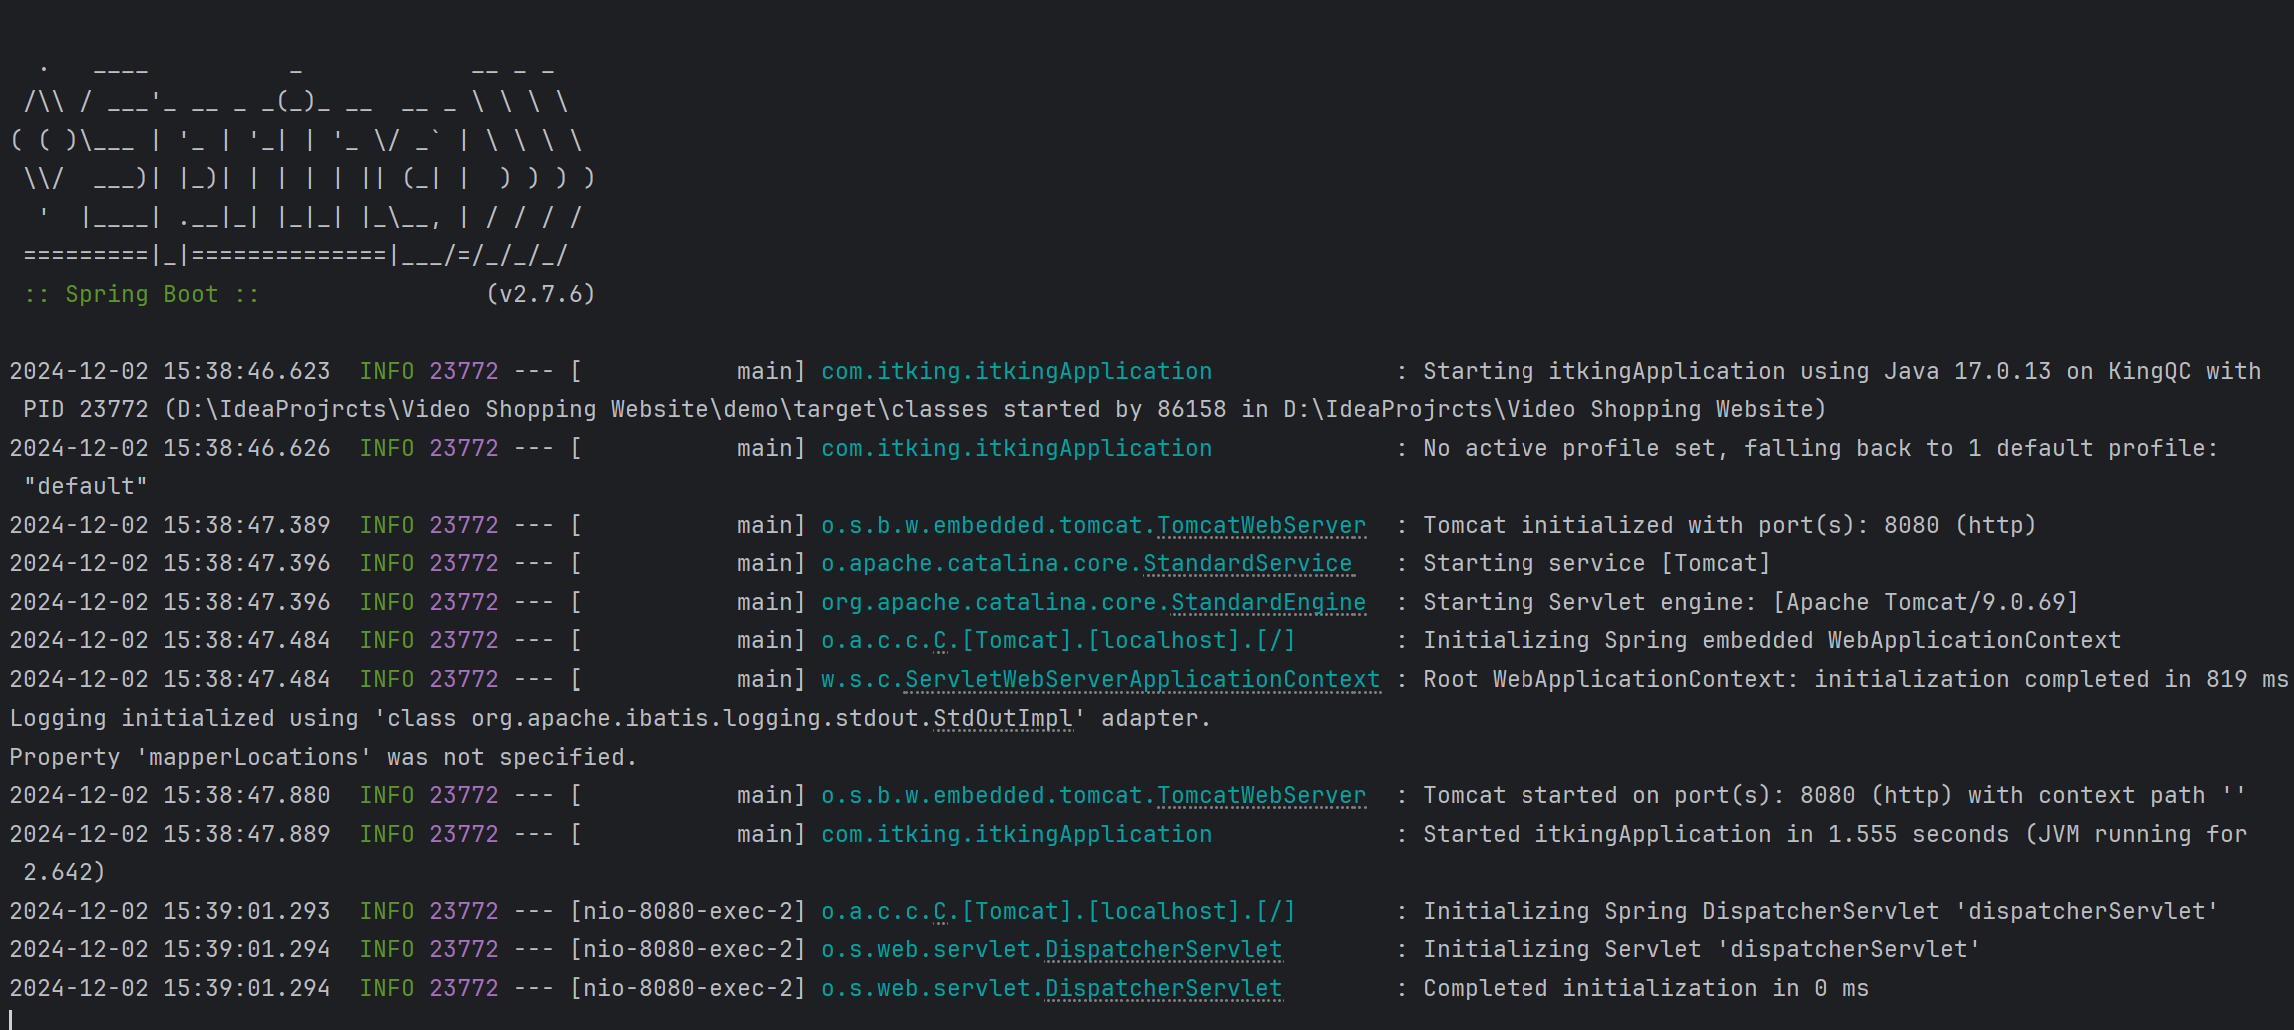 .   ____          _            __ _ _
 /\\ / ___'_ __ _ _(_)_ __  __ _ \ \ \ \
( ( )\___ | '_ | '_| | '_ \/ _` | \ \ \ \
 \\/  ___)| |_)| | | | | || (_| |  ) ) ) )
  '  |____| .__|_| |_|_| |_\__, | / / / /
 =========|_|==============|___/=/_/_/_/
 :: Spring Boot ::                (v2.7.6)

2024-12-02 15:38:46.623  INFO 23772 --- [           main] com.itking.itkingApplication             : Starting itkingApplication using Java 17.0.13 on KingQC with
 PID 23772 (D:\IdeaProjrcts\Video Shopping Website\demo\target\classes started by 86158 in D:\IdeaProjrcts\Video Shopping Website)
2024-12-02 15:38:46.626  INFO 23772 --- [           main] com.itking.itkingApplication             : No active profile set, falling back to 1 default profile:
 "default"
2024-12-02 15:38:47.389  INFO 23772 --- [           main] o.s.b.w.embedded.tomcat.TomcatWebServer  : Tomcat initialized with port(s): 8080 (http)
2024-12-02 15:38:47.396  INFO 23772 --- [           main] o.apache.catalina.core.StandardService   : Starting service [Tomcat]
2024-12-02 15:38:47.396  INFO 23772 --- [           main] org.apache.catalina.core.StandardEngine  : Starting Servlet engine: [Apache Tomcat/9.0.69]
2024-12-02 15:38:47.484  INFO 23772 --- [           main] o.a.c.c.C.[Tomcat].[localhost].[/]       : Initializing Spring embedded WebApplicationContext
2024-12-02 15:38:47.484  INFO 23772 --- [           main] w.s.c.ServletWebServerApplicationContext : Root WebApplicationContext: initialization completed in 819 ms
Logging initialized using 'class org.apache.ibatis.logging.stdout.StdOutImpl' adapter.
Property 'mapperLocations' was not specified.
2024-12-02 15:38:47.880  INFO 23772 --- [           main] o.s.b.w.embedded.tomcat.TomcatWebServer  : Tomcat started on port(s): 8080 (http) with context path ''
2024-12-02 15:38:47.889  INFO 23772 --- [           main] com.itking.itkingApplication             : Started itkingApplication in 1.555 seconds (JVM running for
 2.642)
2024-12-02 15:39:01.293  INFO 23772 --- [nio-8080-exec-2] o.a.c.c.C.[Tomcat].[localhost].[/]       : Initializing Spring DispatcherServlet 'dispatcherServlet'
2024-12-02 15:39:01.294  INFO 23772 --- [nio-8080-exec-2] o.s.web.servlet.DispatcherServlet        : Initializing Servlet 'dispatcherServlet'
2024-12-02 15:39:01.294  INFO 23772 --- [nio-8080-exec-2] o.s.web.servlet.DispatcherServlet        : Completed initialization in 0 ms